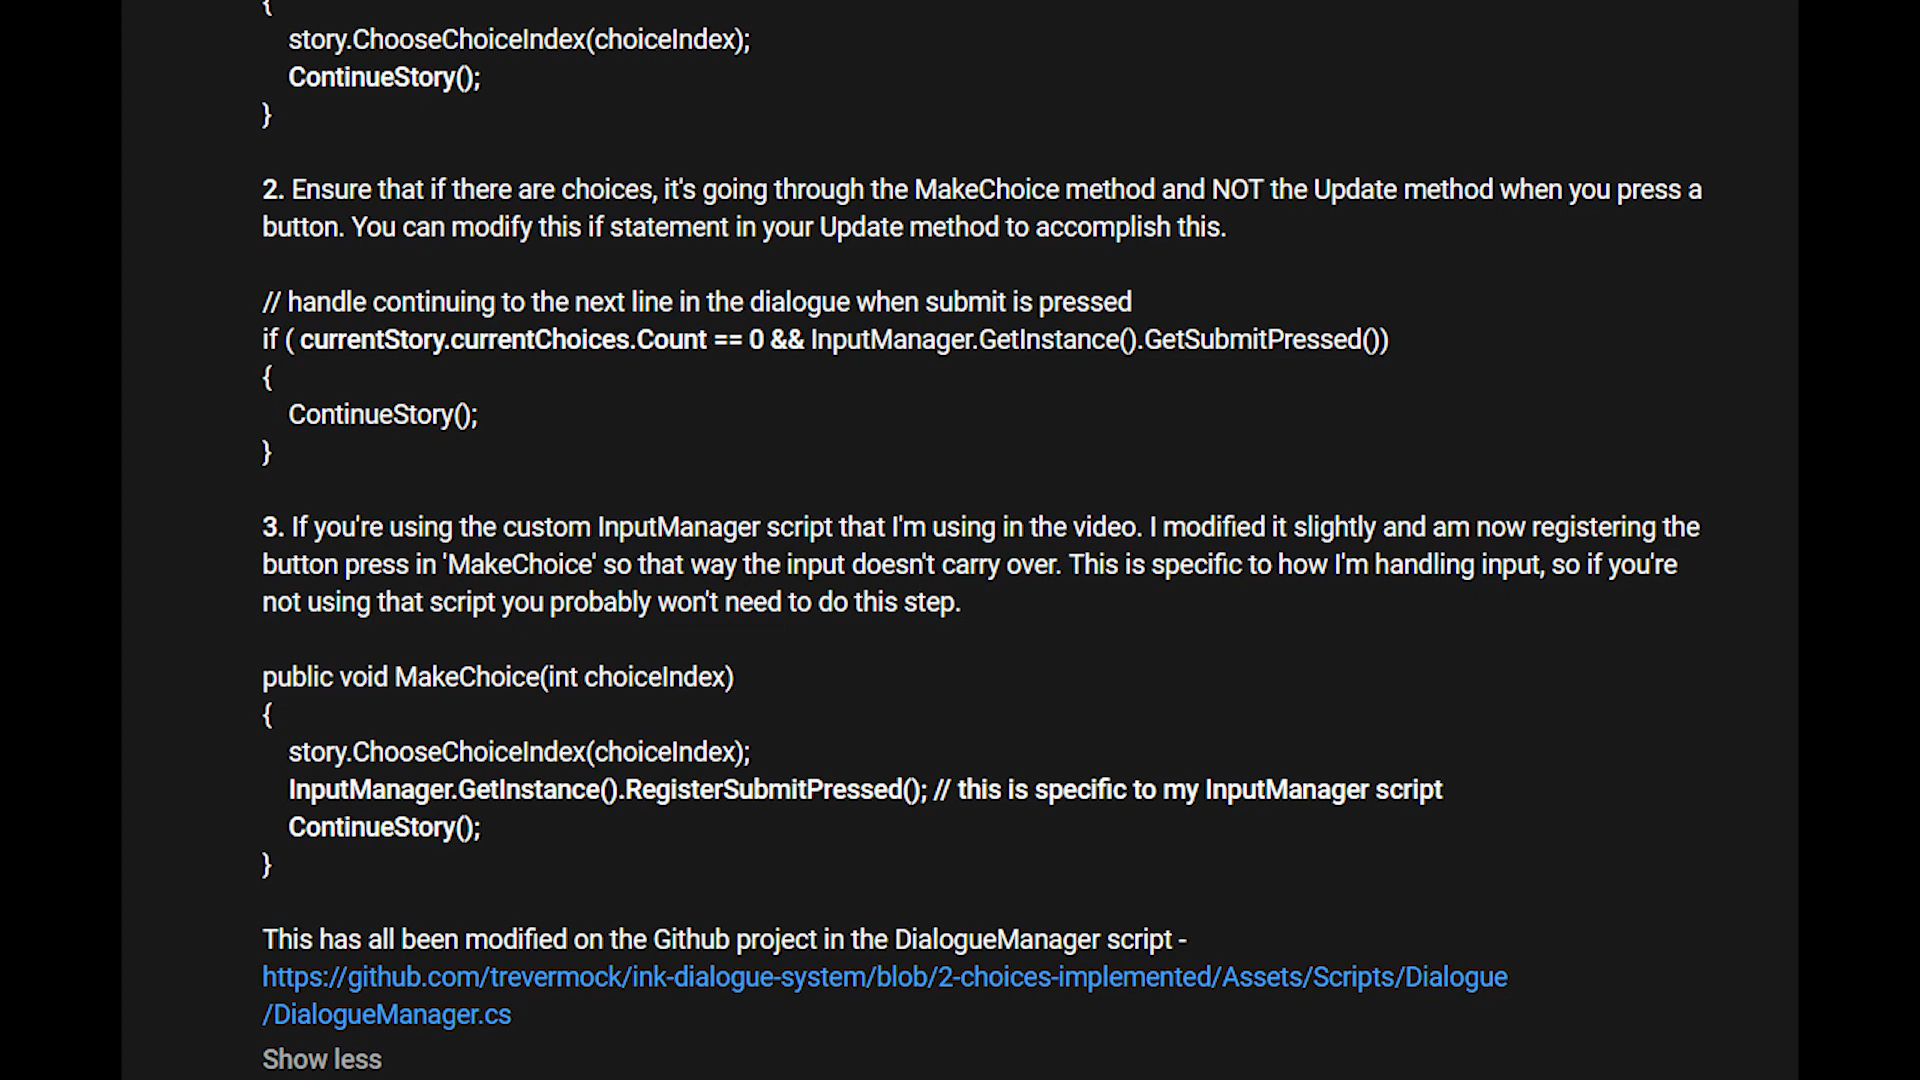 {
story.ChooseChoiceIndex(choiceIndex);
ContinueStory();
}
2. Ensure that if there are choices, it's going through the MakeChoice method and NOT the Update method when you press a
button. You can modify this if statement in your Update method to accomplish this.
// handle continuing to the next line in the dialogue when submit is pressed
if ( currentStory.currentChoices.Count == 0 && InputManager.GetInstance().GetSubmitPressed())
{
ContinueStory();
}
3. If you're using the custom InputManager script that I'm using in the video. I modified it slightly and am now registering the
button press in 'MakeChoice' so that way the input doesn't carry over. This is specific to how I'm handling input, so if you're
not using that script you probably won't need to do this step.
public void MakeChoice(int choiceIndex)
{
story.ChooseChoiceIndex(choiceIndex);
InputManager.GetInstance().RegisterSubmitPressed(); // this is specific to my InputManager script
ContinueStory();
}
This has all been modified on the Github project in the DialogueManager script -
https://github.com/trevermock/ink-dialogue-system/blob/2-choices-implemented/Assets/Scripts/Dialogue
/DialogueManager.cs
Show less